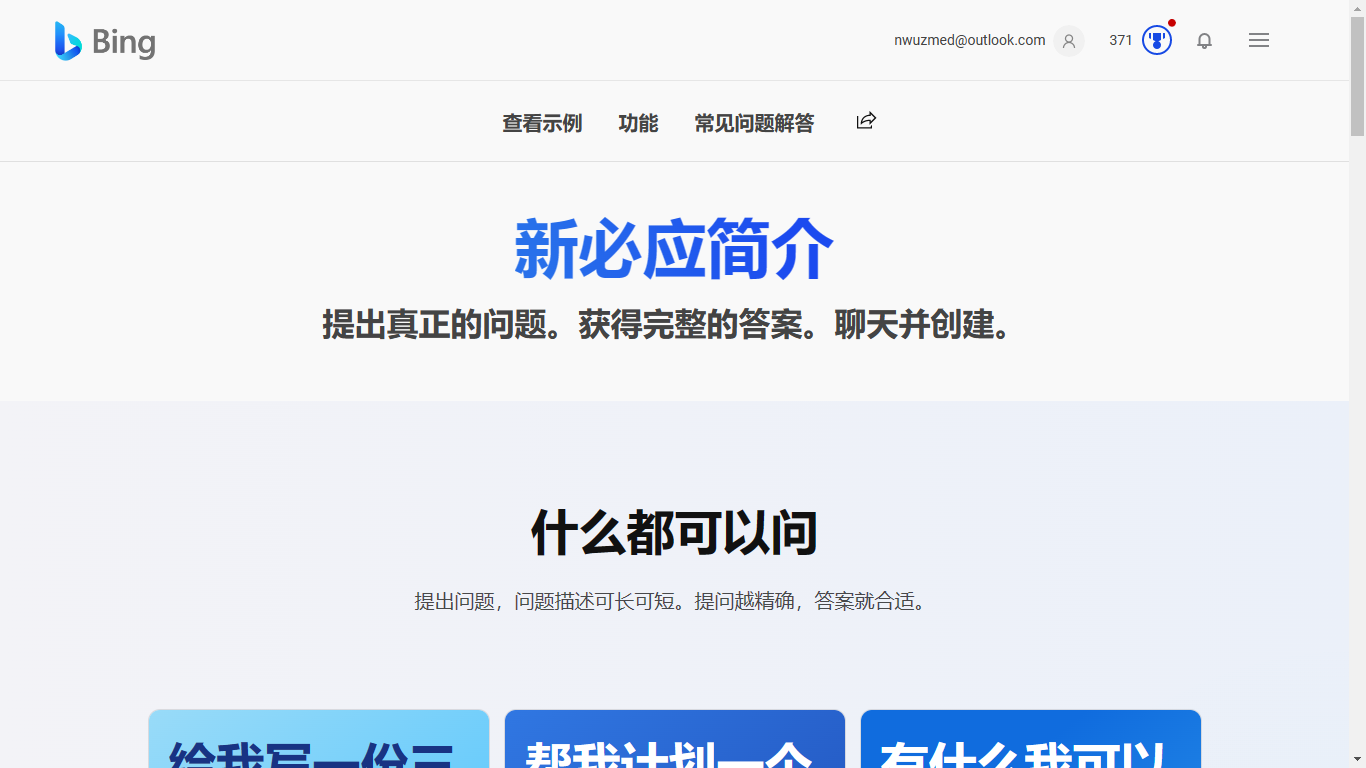 Bing
nwuzmed@outlook.com 371
查看示例 功能 常见问题解答
新必应简介
提出真正的问题。获得完整的答案。聊天并创建。
什么都可以问
提出问题，问题描述可长可短。提问越精确，答案就合适。
给我写一份三 帮我计划一个 有什么我可以